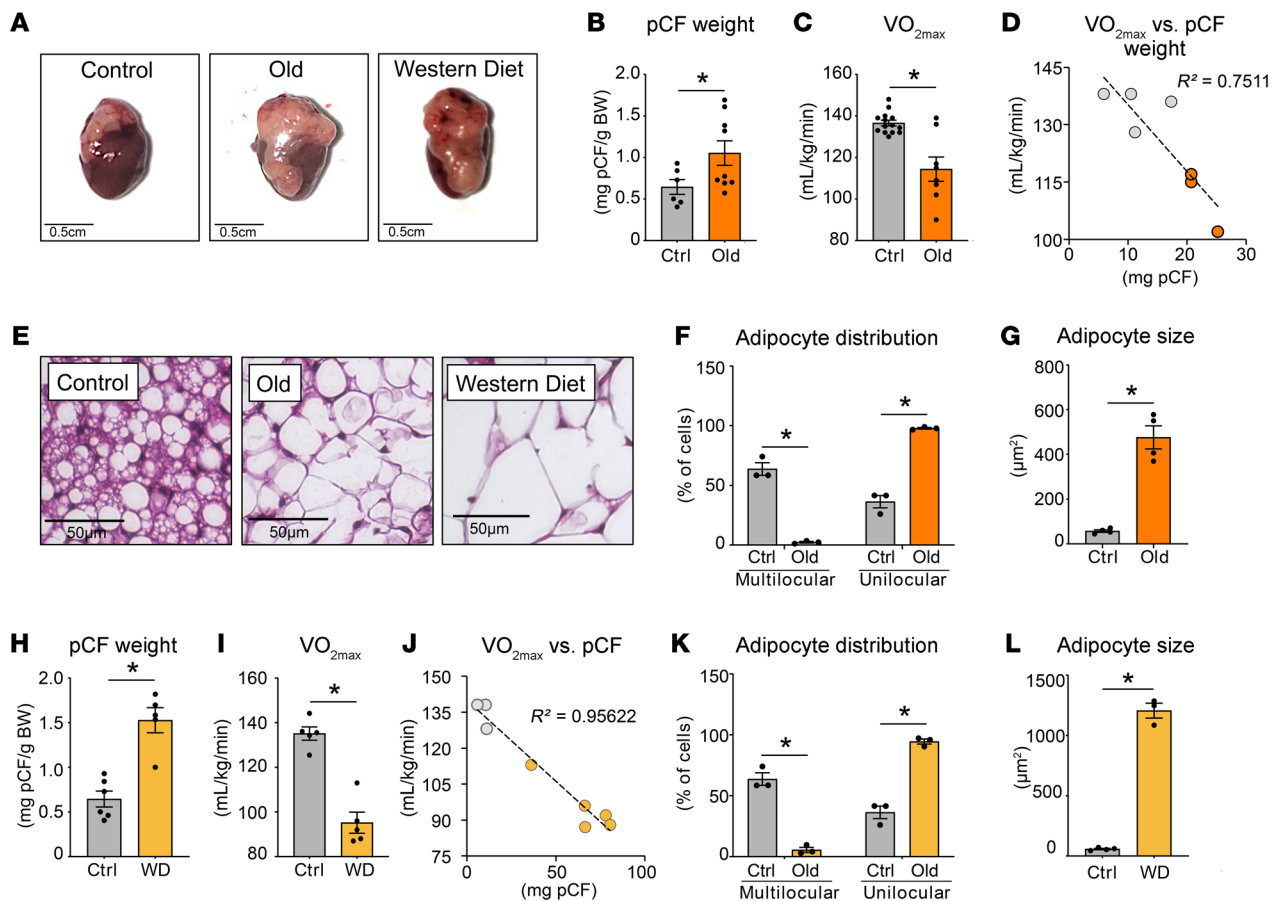 A
Control
Old
Western Diet
0.5cm
0.5cm
0.5cm
B
pCF weight
(mg pCF/g BW)
2.0
1.5
1.0
0.5
0
*
Ctrl Old
C
VO2max
(mL/kg/min)
160
140
120
100
80
*
Ctrl Old
D
VO2max vs. pCF
weight
(mL/kg/min)
145
130
115
100
R² = 0.7511
0 10 20 30
(mg pCF)
E
Control
Old
Western Diet
50μm
50μm
50μm
F
Adipocyte distribution
(% of cells)
150
100
50
0
*
*
Ctrl Old Ctrl Old
Multilocular Unilocular
G
Adipocyte size
(μm²)
800
600
400
200
0
*
Ctrl Old
H
pCF weight
(mg pCF/g BW)
2.0
1.5
1.0
0.5
0
*
Ctrl WD
I
VO2max
(mL/kg/min)
160
140
120
100
80
*
Ctrl WD
J
VO2max vs. pCF
(mL/kg/min)
150
135
120
105
90
75
R² = 0.95622
0 50 100
(mg pCF)
K
Adipocyte distribution
(% of cells)
150
100
50
0
*
*
Ctrl Old Ctrl Old
Multilocular Unilocular
L
Adipocyte size
(μm²)
1500
1000
500
0
*
Ctrl WD